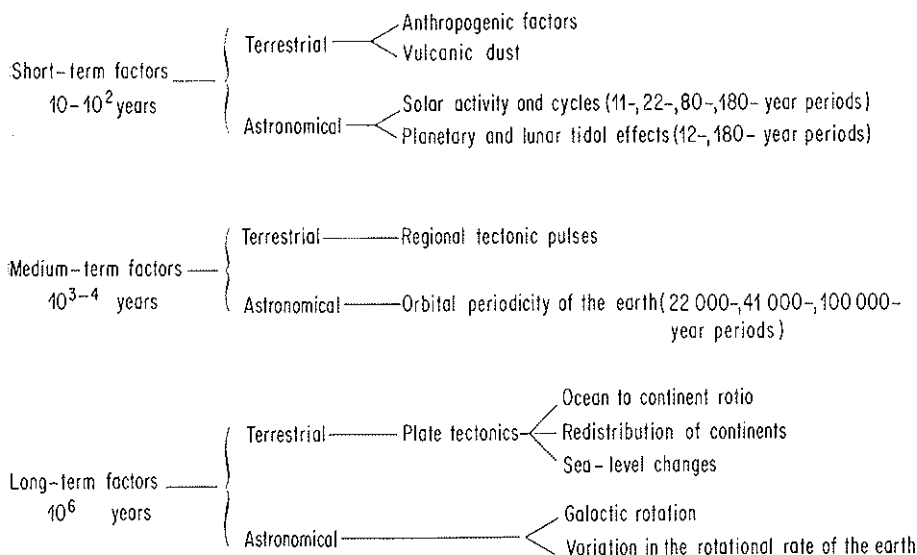 Anthropogenic factors
Terrestrial
Vulcanic dust
Short-term factors
10-10² years
Solar activity ond cycles (11-, 22-, 80-, 180- year periods)
Astronomical
Planetary and lunar tidol effects (12-, 180- year periods)
Terrestrial
Regional tectonic pulses
Medium-term factors
10³⁻⁴ years
Astronomical
Orbital periodicity of the earth (22 000-, 41 000-, 100 000-
year periods)
Ocean to continent rotio
Terrestrial
Plate tectonics
Redistribution of continents
Sea-level changes
Long-term factors
10⁶ years
Galactic rotation
Astronomical
Variation in the rotational rate of the earth